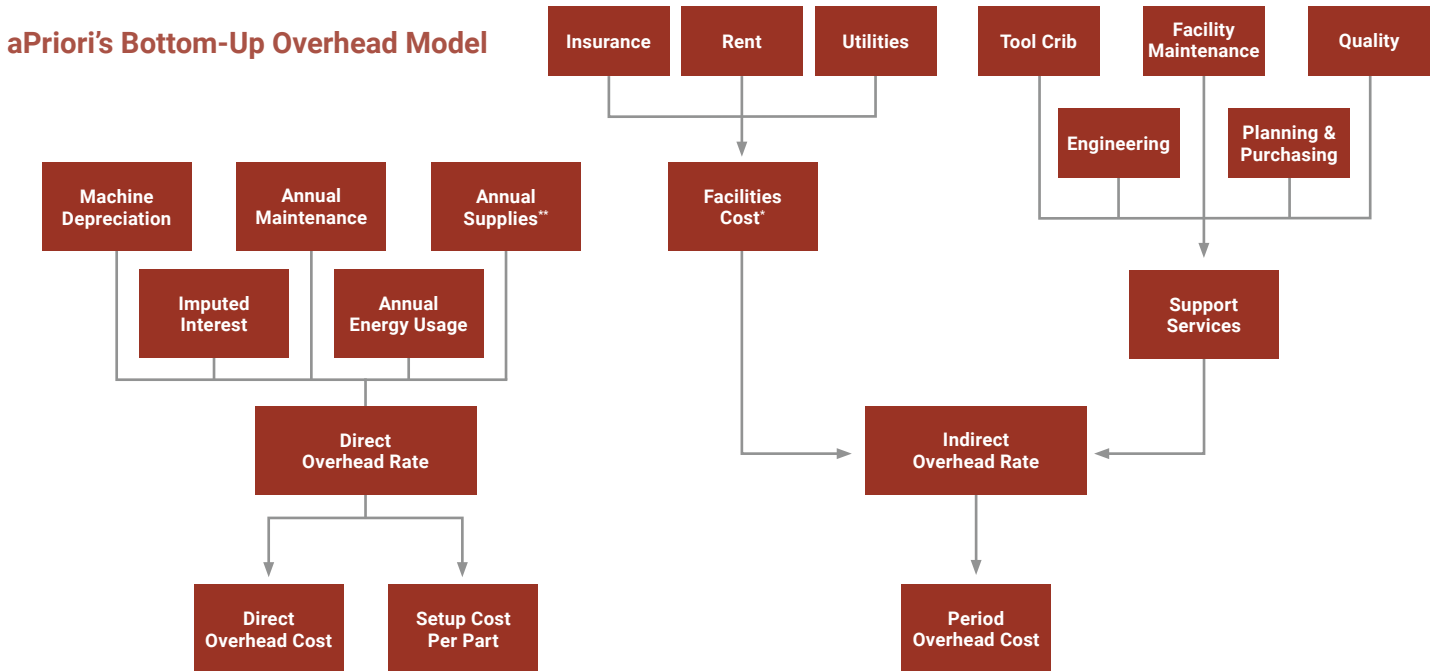 aPriori’s Bottom-Up Overhead Model
Insurance
Rent
Utilities
Tool Crib
Facility
Maintenance
Quality
Engineering
Planning &
Purchasing
Machine
Depreciation
Annual
Maintenance
Annual
Supplies**
Facilities
Cost*
Imputed
Interest
Annual
Energy Usage
Support
Services
Direct
Overhead Rate
Indirect
Overhead Rate
Direct
Overhead Cost
Setup Cost
Per Part
Period
Overhead Cost